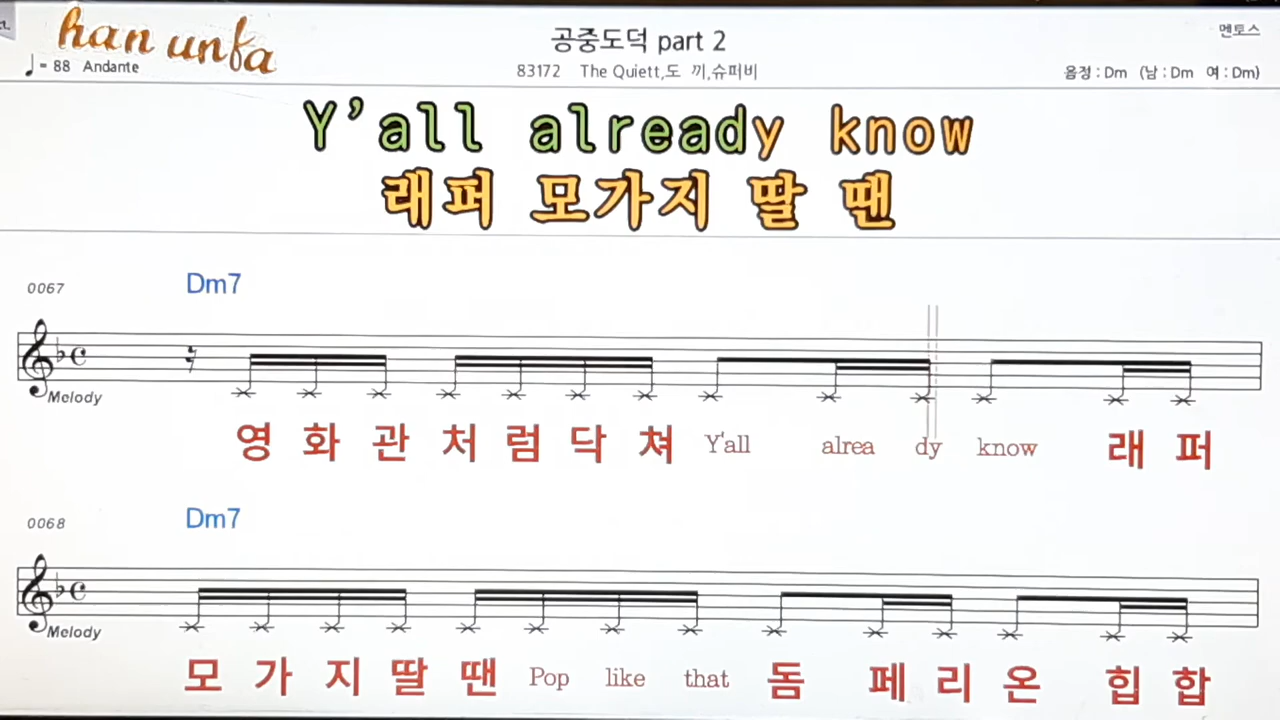 han unfa
공중도덕 part 2
멘토스
♩= 88 Andante
83172 The Quiett,도 끼,슈퍼비
음정 : Dm (남 : Dm 여 : Dm)
Y'all already know
래퍼 모가지 딸 땐
0067 Dm7
Melody
영 화 관 처 럼 닥 쳐 Y'all alrea dy know 래 퍼
0068 Dm7
Melody
모 가 지 딸 땐 Pop like that 돔 페 리 온 힙 합